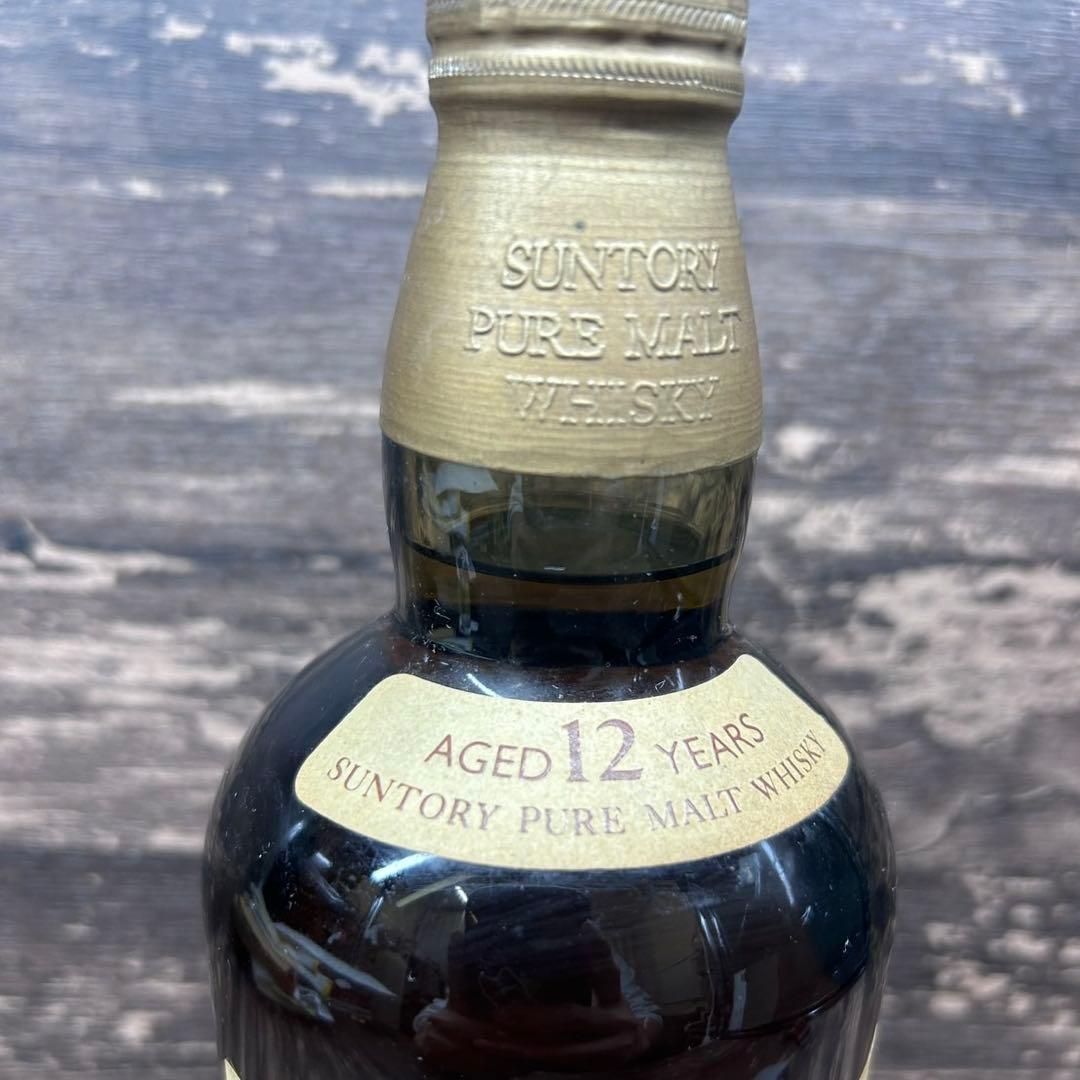 SUNTORY
PURE MALT
WHISKY
AGED 12 YEARS
SUNTORY PURE MALT WHISKY